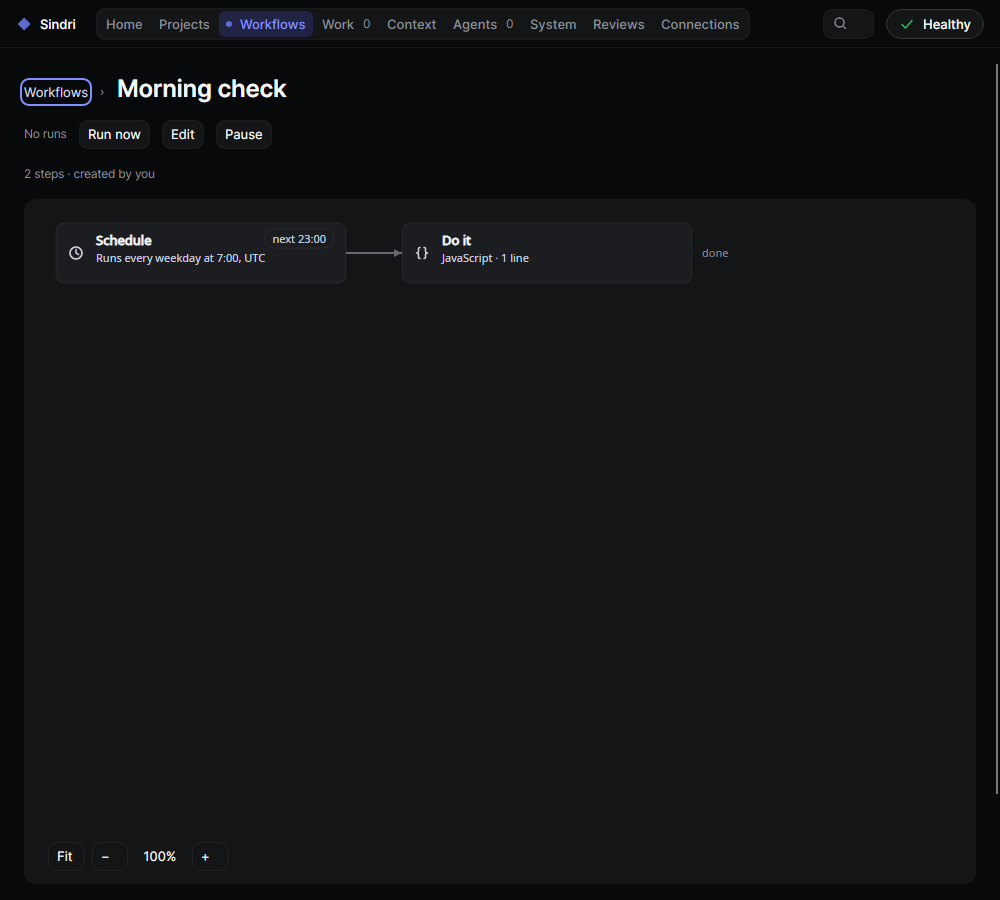 Sindri Home Projects Workflows Work 0 Context Agents 0 System Reviews Connections Healthy
Workflows › Morning check
No runs Run now Edit Pause
2 steps · created by you
Schedule next 23:00
Runs every weekday at 7:00, UTC
{} Do it
JavaScript · 1 line
done
Fit − 100% +